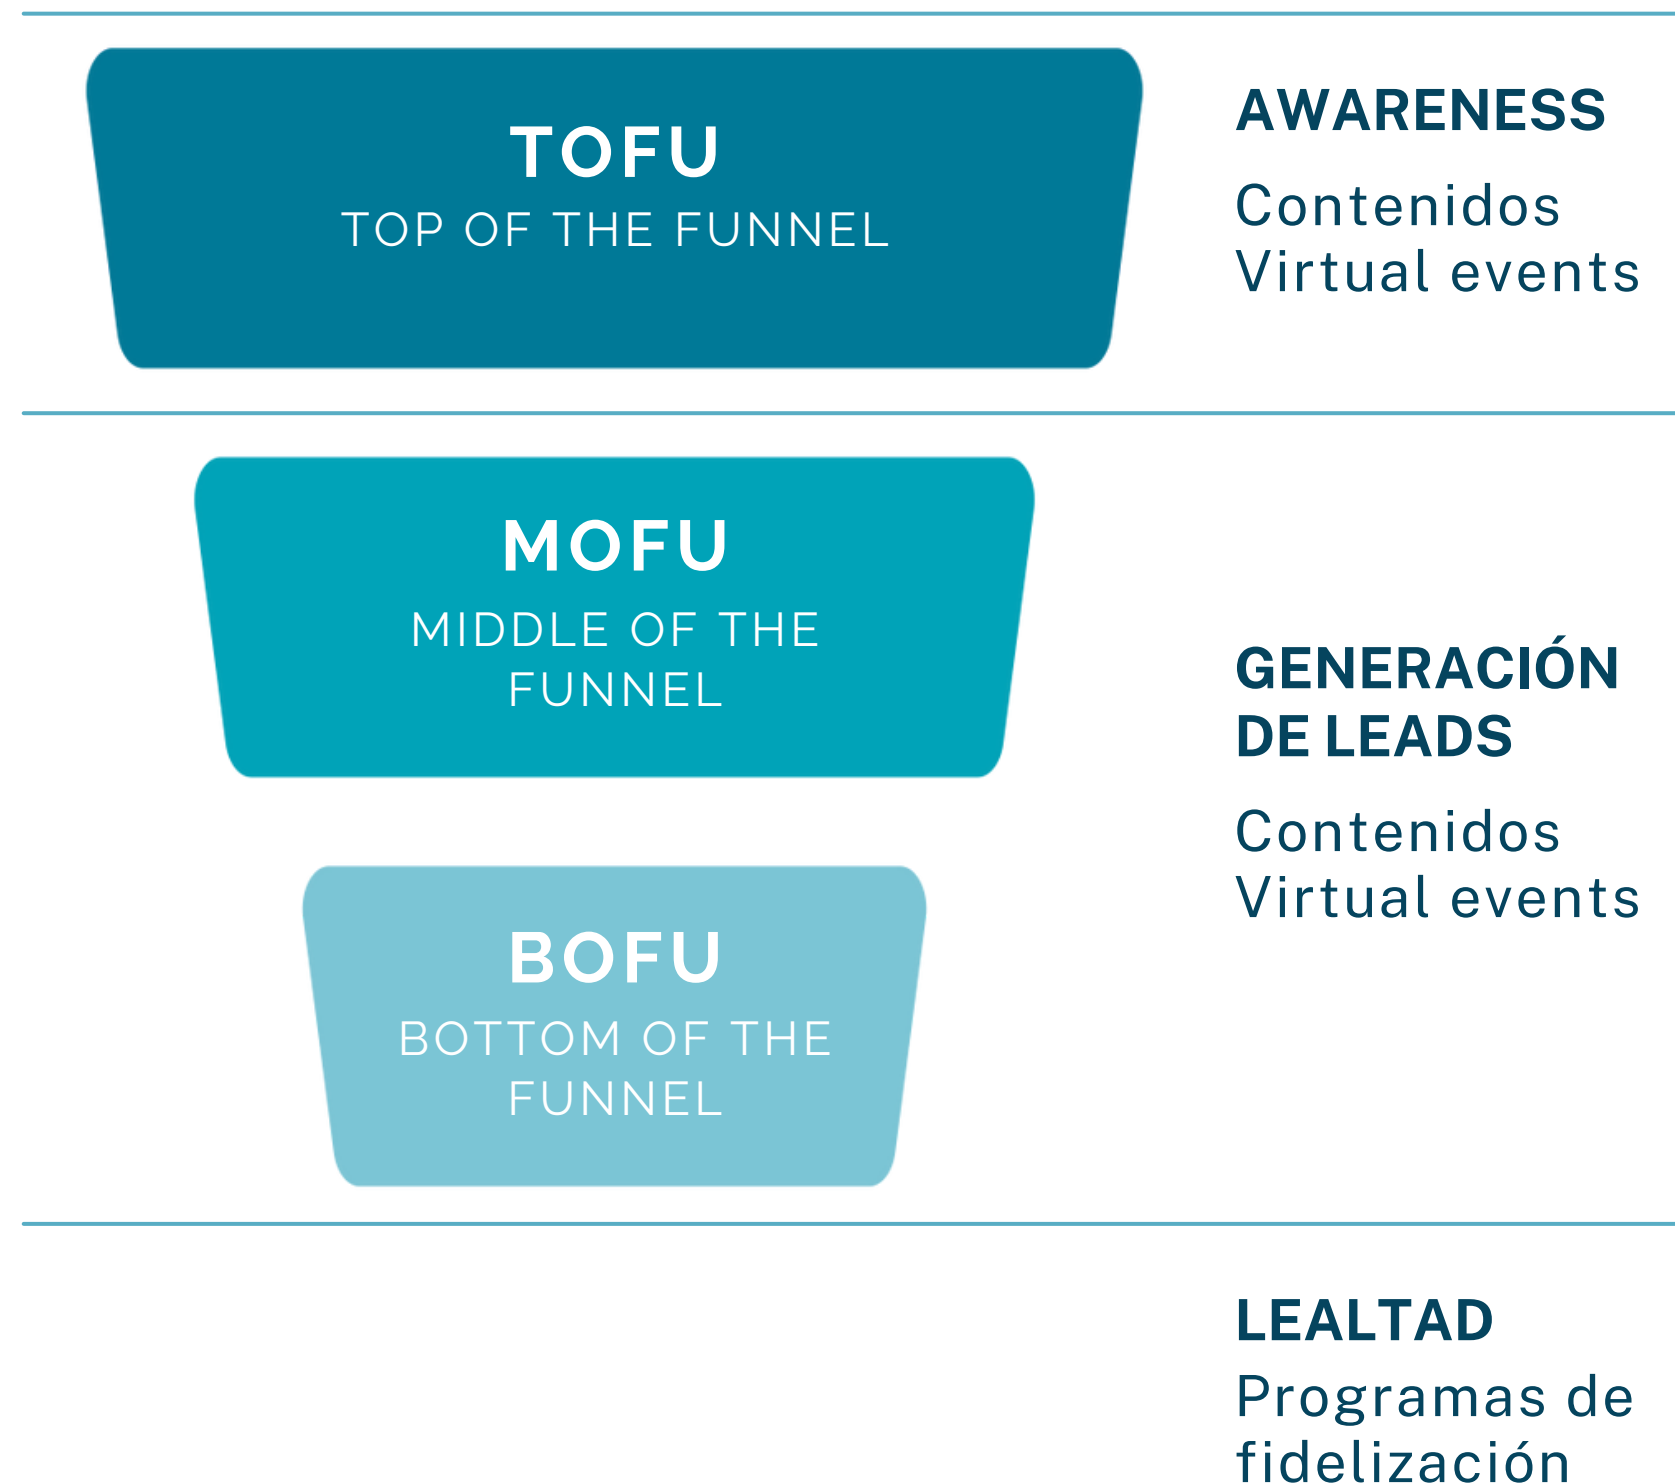 TOFU
TOP OF THE FUNNEL
AWARENESS
Contenidos
Virtual events
MOFU
MIDDLE OF THE
FUNNEL
BOFU
BOTTOM OF THE
FUNNEL
GENERACIÓN
DE LEADS
Contenidos
Virtual events
LEALTAD
Programas de
fidelización